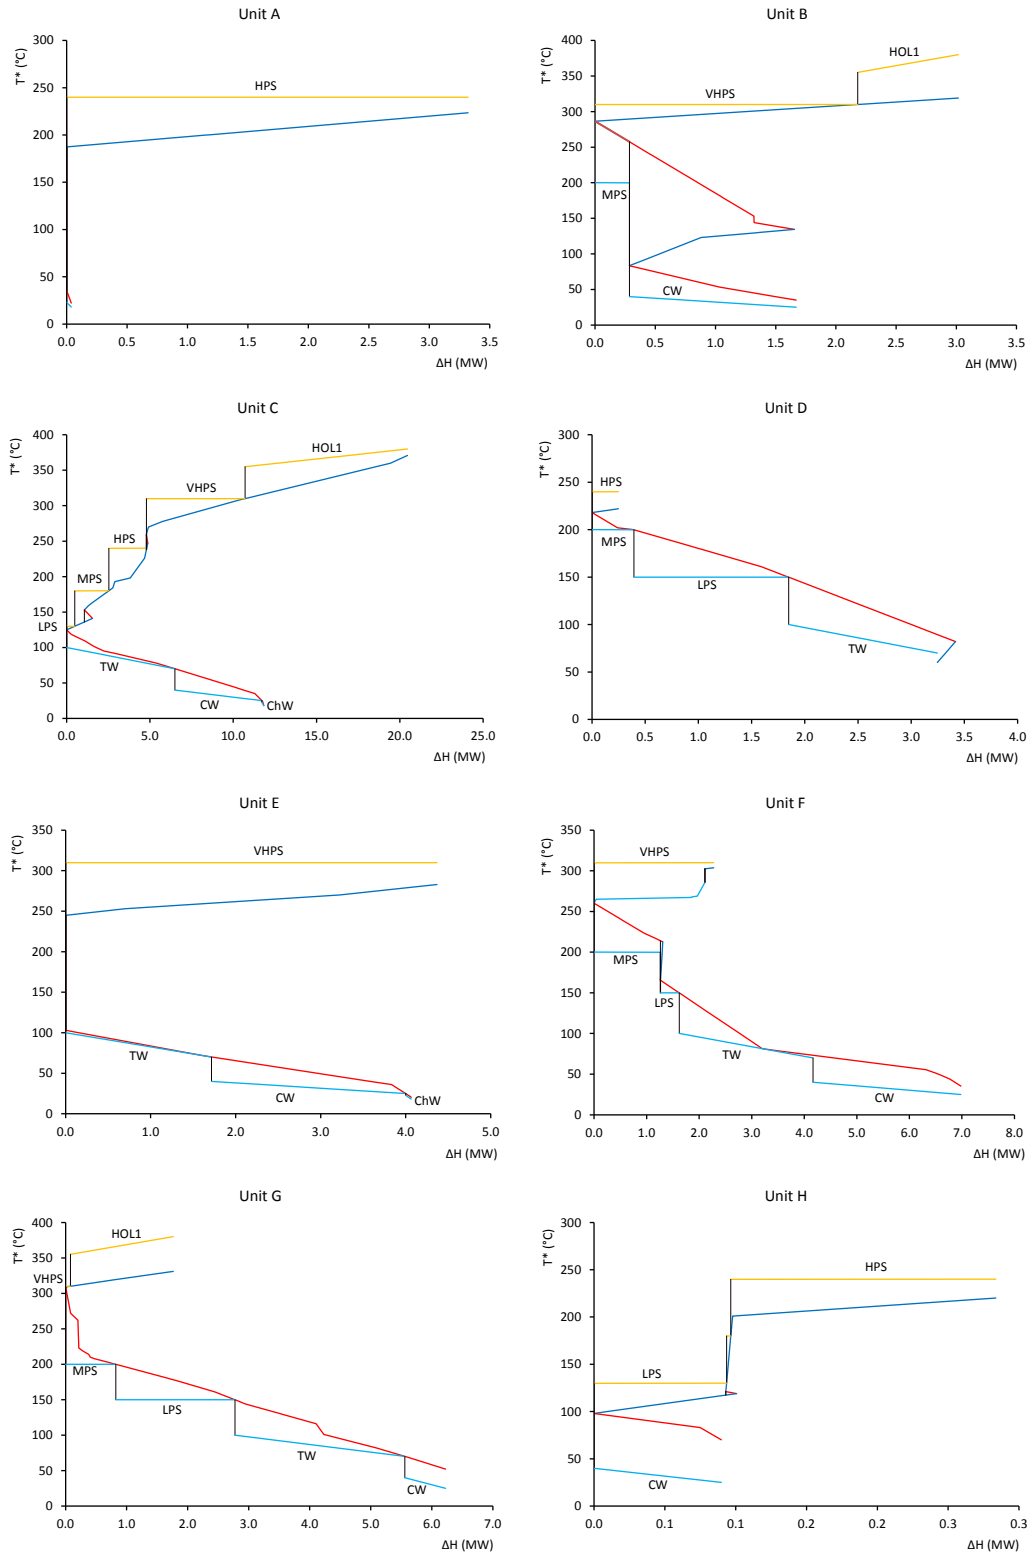 Unit A
T* (°C)
300
250
200
150
100
50
0
HPS
0.0 0.5 1.0 1.5 2.0 2.5 3.0 3.5
ΔH (MW)
Unit B
T* (°C)
400
350
300
250
200
150
100
50
0
HOL1
VHPS
MPS
CW
0.0 0.5 1.0 1.5 2.0 2.5 3.0 3.5
ΔH (MW)
Unit C
T* (°C)
400
350
300
250
200
150
100
50
0
HOL1
VHPS
HPS
MPS
LPS
TW
CW
ChW
0.0 5.0 10.0 15.0 20.0 25.0
ΔH (MW)
Unit D
T* (°C)
300
250
200
150
100
50
0
HPS
MPS
LPS
TW
0.0 0.5 1.0 1.5 2.0 2.5 3.0 3.5 4.0
ΔH (MW)
Unit E
T* (°C)
350
300
250
200
150
100
50
0
VHPS
TW
CW
ChW
0.0 1.0 2.0 3.0 4.0 5.0
ΔH (MW)
Unit F
T* (°C)
350
300
250
200
150
100
50
0
VHPS
MPS
LPS
TW
CW
0.0 1.0 2.0 3.0 4.0 5.0 6.0 7.0 8.0
ΔH (MW)
Unit G
T* (°C)
400
350
300
250
200
150
100
50
0
HOL1
VHPS
MPS
LPS
TW
CW
0.0 1.0 2.0 3.0 4.0 5.0 6.0 7.0
ΔH (MW)
Unit H
T* (°C)
300
250
200
150
100
50
0
HPS
LPS
CW
0.0 0.1 0.1 0.2 0.2 0.3 0.3
ΔH (MW)